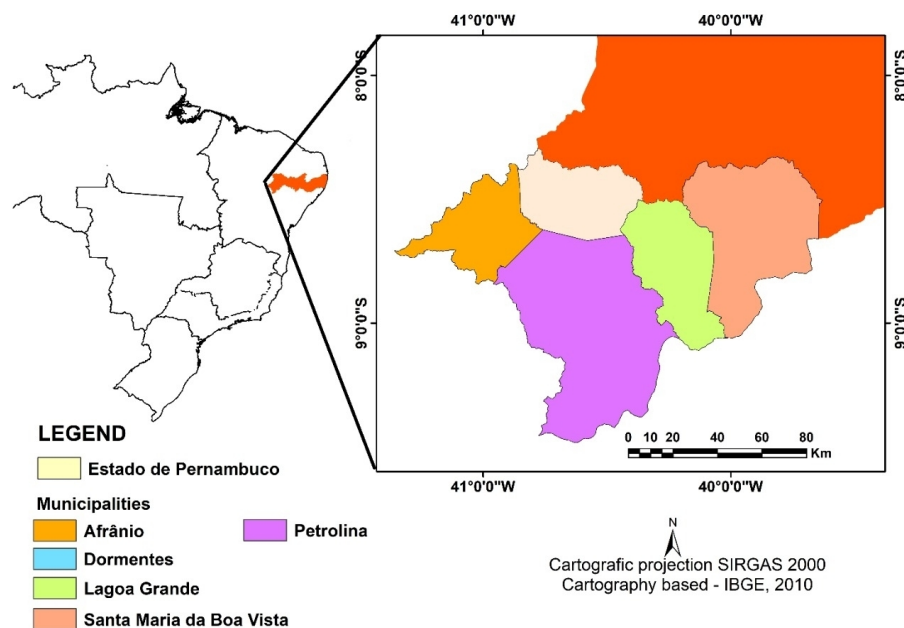 41°0'0"W 40°0'0"W
8°0'0"S 8°0'0"S
9°0'0"S 9°0'0"S
0 10 20 40 60 80
Km
41°0'0"W 40°0'0"W
LEGEND
Estado de Pernambuco
Municipalities
Afrânio Petrolina
Dormentes
Lagoa Grande
Santa Maria da Boa Vista
N
Cartografic projection SIRGAS 2000
Cartography based - IBGE, 2010